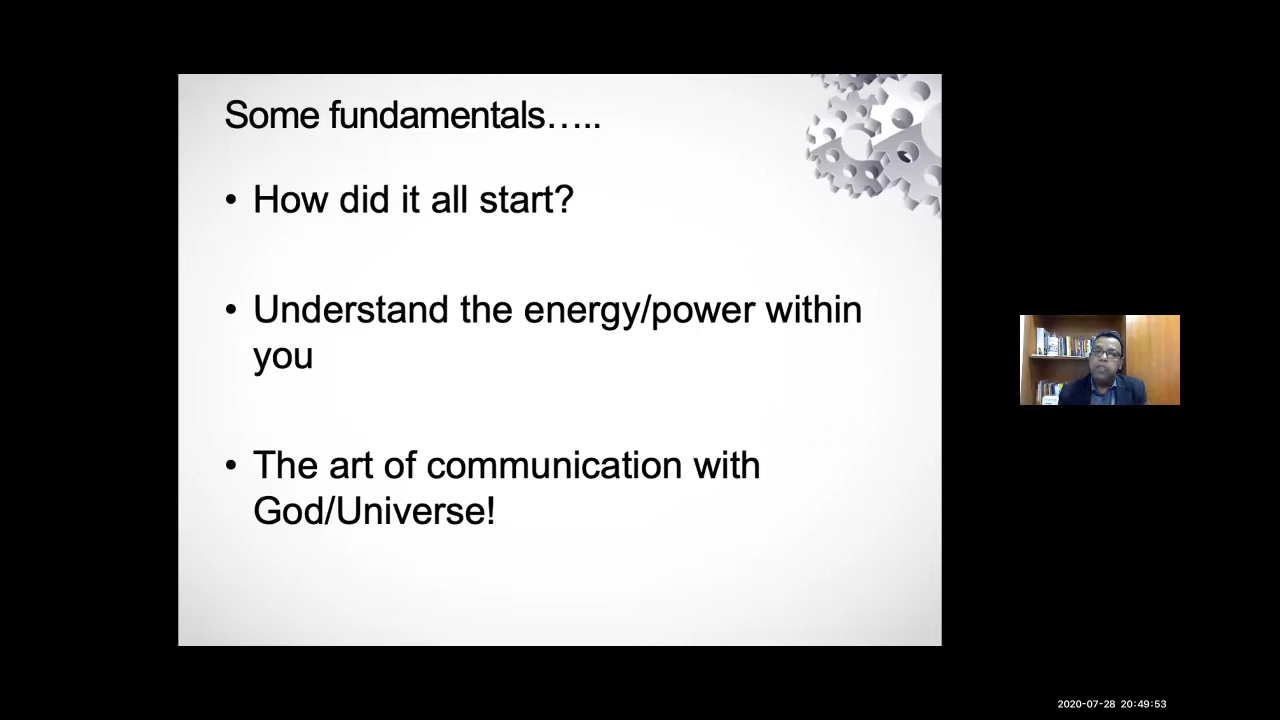 Some fundamentals…..
• How did it all start?
• Understand the energy/power within
you
• The art of communication with
God/Universe!
2020-07-28 20:49:53